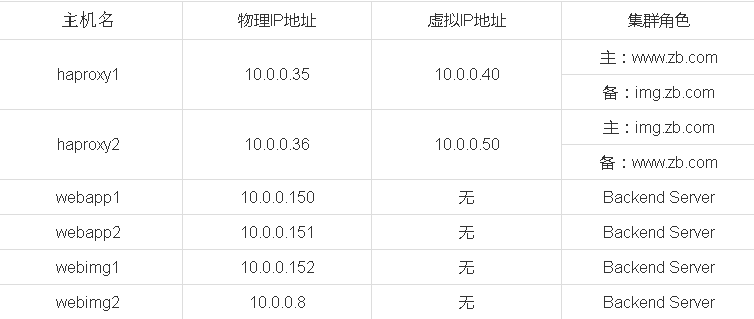 主机名 物理IP地址 虚拟IP地址 集群角色
haproxy1 10.0.0.35 10.0.0.40 主：www.zb.com
备：img.zb.com
haproxy2 10.0.0.36 10.0.0.50 主：img.zb.com
备：www.zb.com
webapp1 10.0.0.150 无 Backend Server
webapp2 10.0.0.151 无 Backend Server
webimg1 10.0.0.152 无 Backend Server
webimg2 10.0.0.8 无 Backend Server